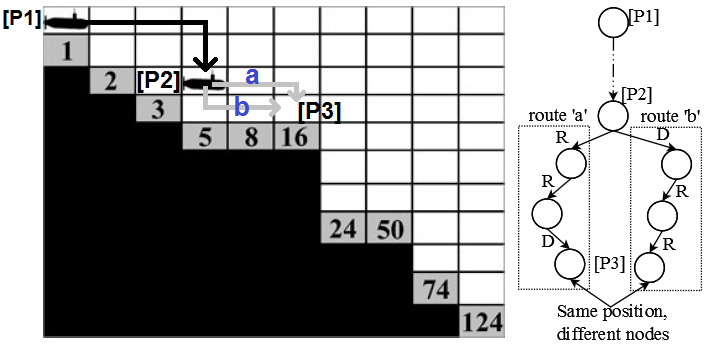 [P1]
1
2
[P2]
a
3
b
[P3]
5 8 16
24 50
74
124
[P1]
[P2]
route 'a'
route 'b'
R
D
R
R
D
R
[P3]
Same position,
different nodes